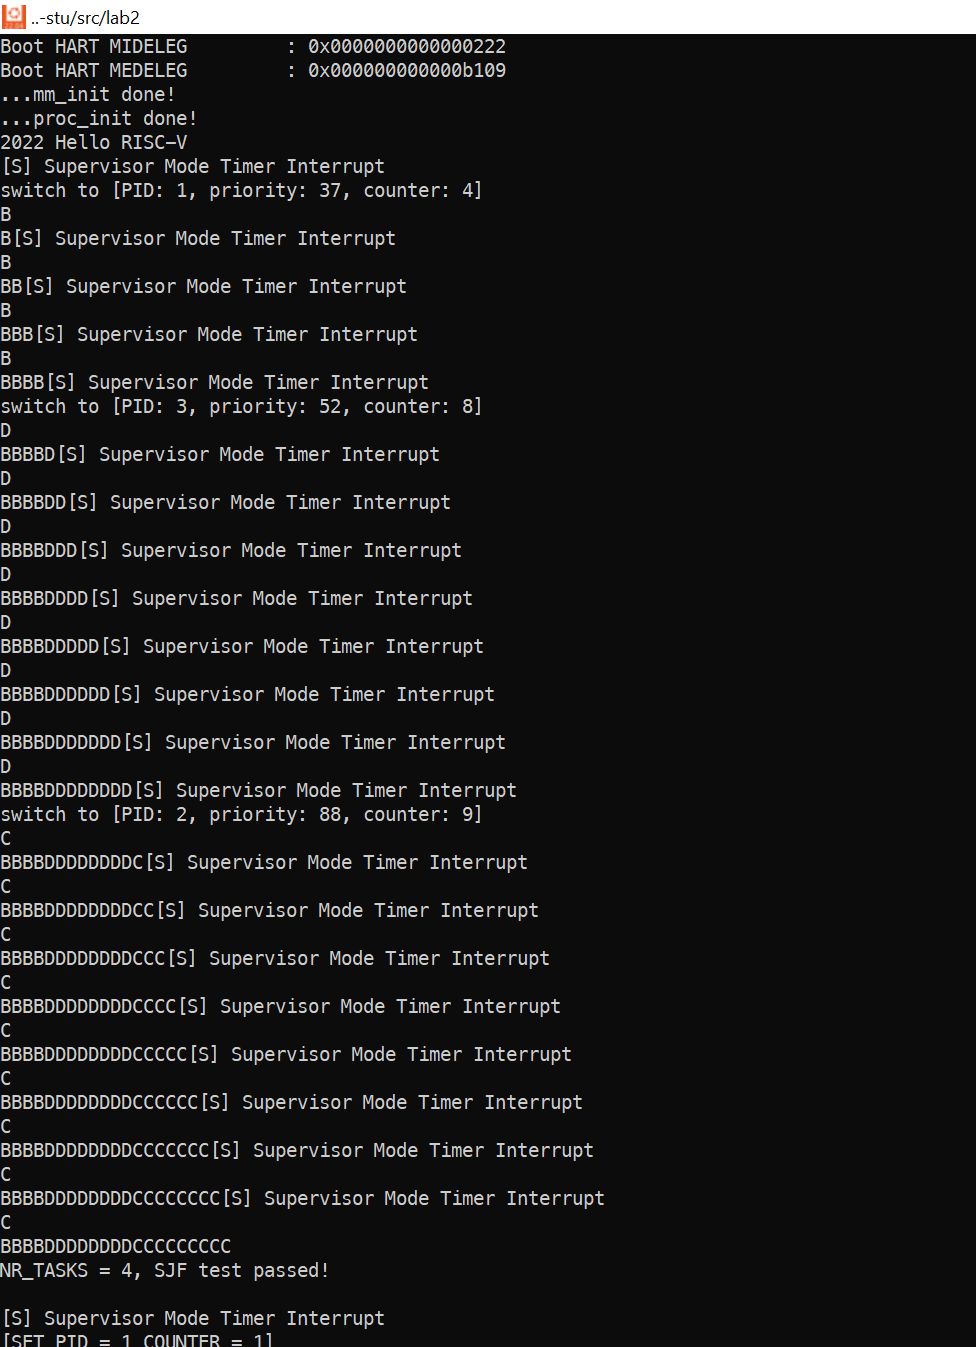 ..-stu/src/lab2
Boot HART MIDELEG         : 0x0000000000000222
Boot HART MEDELEG         : 0x000000000000b109
...mm_init done!
...proc_init done!
2022 Hello RISC-V
[S] Supervisor Mode Timer Interrupt
switch to [PID: 1, priority: 37, counter: 4]
B
B[S] Supervisor Mode Timer Interrupt
B
BB[S] Supervisor Mode Timer Interrupt
B
BBB[S] Supervisor Mode Timer Interrupt
B
BBBB[S] Supervisor Mode Timer Interrupt
switch to [PID: 3, priority: 52, counter: 8]
D
BBBBD[S] Supervisor Mode Timer Interrupt
D
BBBBDD[S] Supervisor Mode Timer Interrupt
D
BBBBDDD[S] Supervisor Mode Timer Interrupt
D
BBBBDDDD[S] Supervisor Mode Timer Interrupt
D
BBBBDDDDD[S] Supervisor Mode Timer Interrupt
D
BBBBDDDDDD[S] Supervisor Mode Timer Interrupt
D
BBBBDDDDDDD[S] Supervisor Mode Timer Interrupt
D
BBBBDDDDDDDD[S] Supervisor Mode Timer Interrupt
switch to [PID: 2, priority: 88, counter: 9]
C
BBBBDDDDDDDDC[S] Supervisor Mode Timer Interrupt
C
BBBBDDDDDDDDCC[S] Supervisor Mode Timer Interrupt
C
BBBBDDDDDDDDCCC[S] Supervisor Mode Timer Interrupt
C
BBBBDDDDDDDDCCCC[S] Supervisor Mode Timer Interrupt
C
BBBBDDDDDDDDCCCCC[S] Supervisor Mode Timer Interrupt
C
BBBBDDDDDDDDCCCCCC[S] Supervisor Mode Timer Interrupt
C
BBBBDDDDDDDDCCCCCCC[S] Supervisor Mode Timer Interrupt
C
BBBBDDDDDDDDCCCCCCCC[S] Supervisor Mode Timer Interrupt
C
BBBBDDDDDDDDCCCCCCCCC
NR_TASKS = 4, SJF test passed!
[S] Supervisor Mode Timer Interrupt
[SET PID = 1 COUNTER = 1]